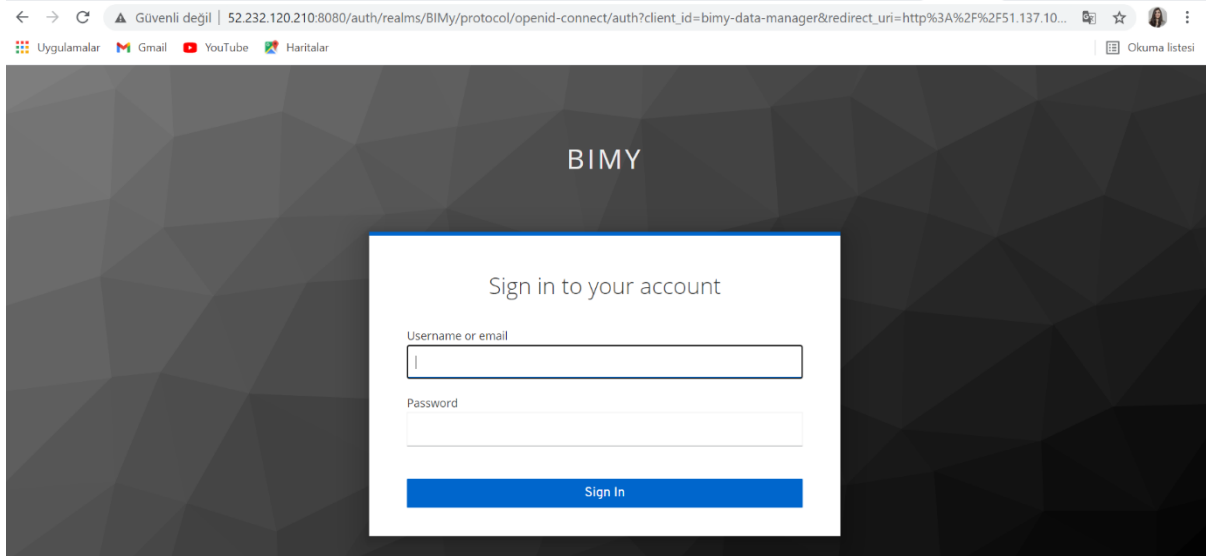 Güvenli değil | 52.232.120.210:8080/auth/realms/BIMy/protocol/openid-connect/auth?client_id=bimy-data-manager&redirect_uri=http%3A%2F%2F51.137.10...
Uygulamalar Gmail YouTube Haritalar Okuma listesi
BIMY
Sign in to your account
Username or email
Password
Sign In